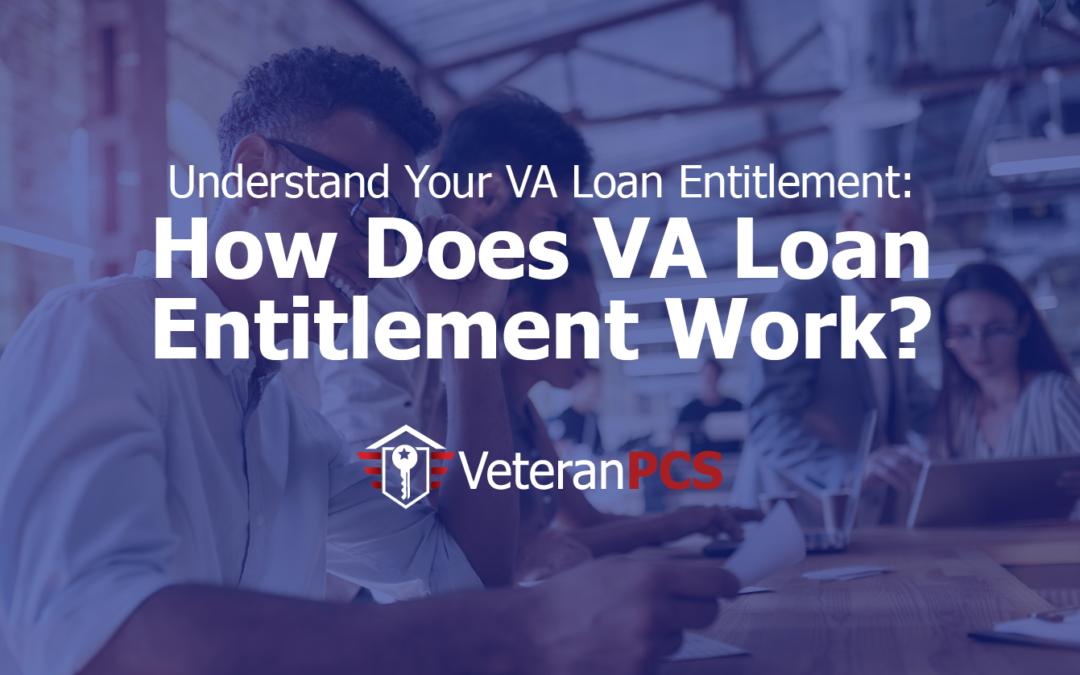 Understand Your VA Loan Entitlement:
How Does VA Loan
Entitlement Work?
VeteranPCS